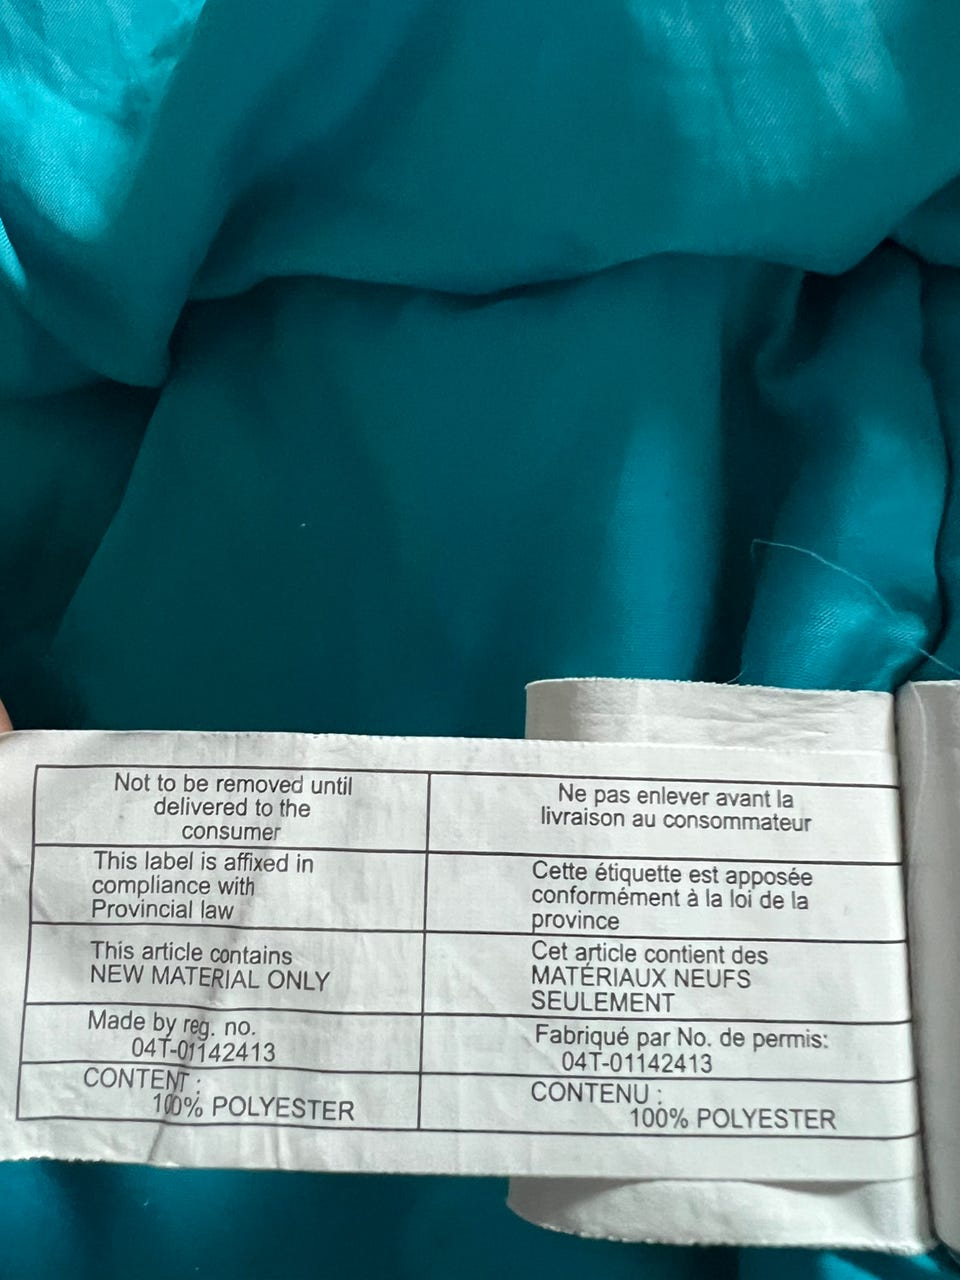 Not to be removed until
delivered to the
consumer
Ne pas enlever avant la
livraison au consommateur
This label is affixed in
compliance with
Provincial law
Cette étiquette est apposée
conformément à la loi de la
province
This article contains
NEW MATERIAL ONLY
Cet article contient des
MATÉRIAUX NEUFS
SEULEMENT
Made by reg. no.
04T-01142413
Fabriqué par No. de permis:
04T-01142413
CONTENT :
100% POLYESTER
CONTENU :
100% POLYESTER